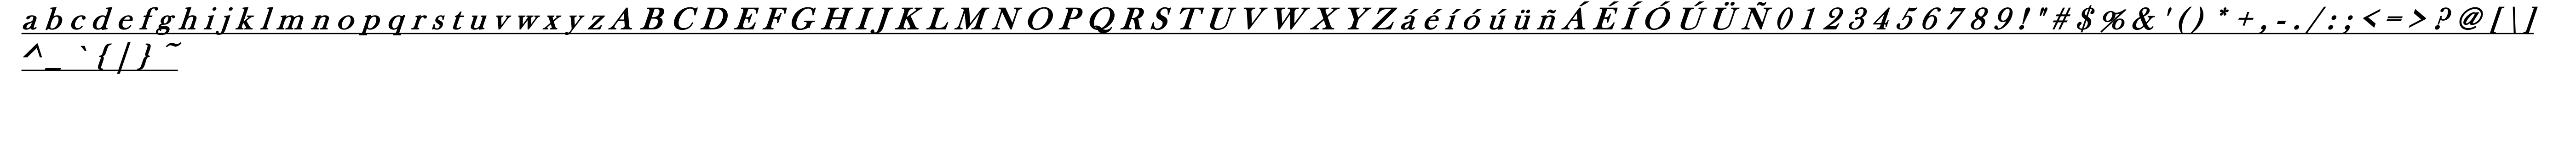 a b c d e f g h i j k l m n o p q r s t u v w x y z A B C D E F G H I J K L M N O P Q R S T U V W X Y Z á é í ó ú ü ñ Á É Í Ó Ú Ü Ñ 0 1 2 3 4 5 6 7 8 9 ! " # $ % & ' ( ) * + , - . / : ; < = > ? @ [ \ ]
^ _ ` { | } ~